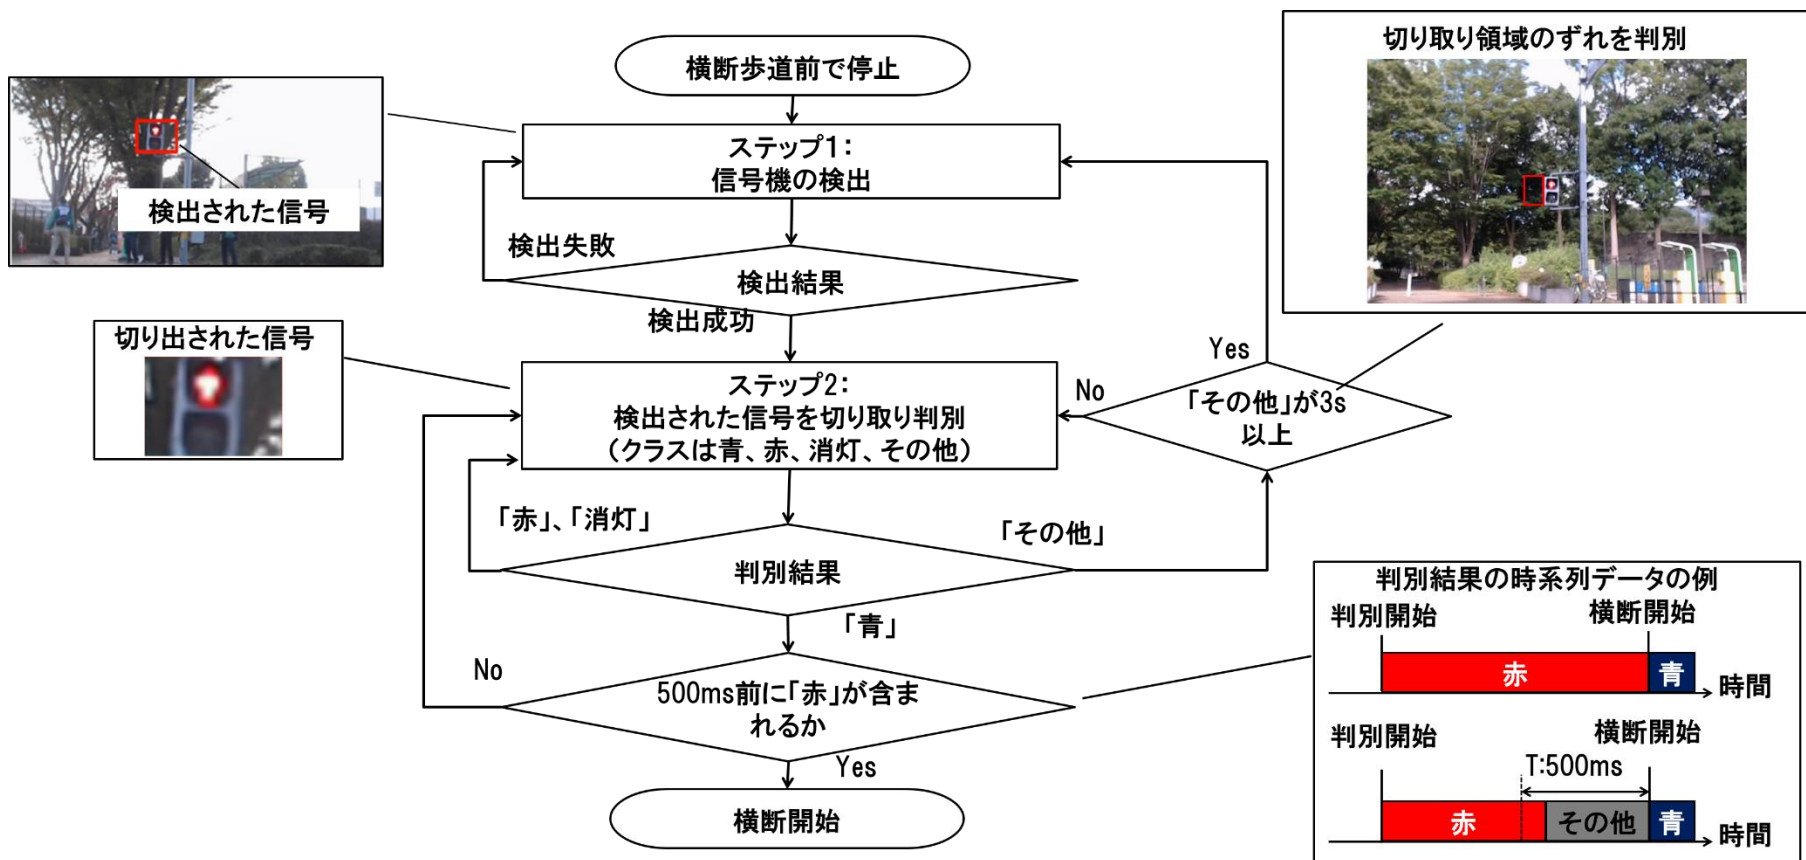 横断歩道前で停止
ステップ1:
信号機の検出
検出失敗
検出結果
検出成功
ステップ2:
検出された信号を切り取り判別
(クラスは青、赤、消灯、その他)
「赤」、「消灯」
「その他」
判別結果
「青」
No
500ms前に「赤」が含ま
れるか
Yes
横断開始
Yes
No
「その他」が3s
以上
検出された信号
切り出された信号
切り取り領域のずれを判別
判別結果の時系列データの例
判別開始
横断開始
赤
青
時間
判別開始
横断開始
T:500ms
赤
その他
青
時間